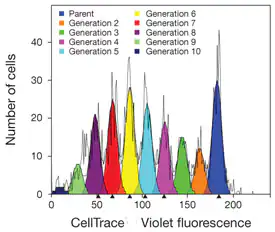 Parent
Generation 2
Generation 3
Generation 4
Generation 5
Generation 6
Generation 7
Generation 8
Generation 9
Generation 10
Number of cells
40
30
20
10
0
0
50
100
150
200
CellTrace Violet fluorescence